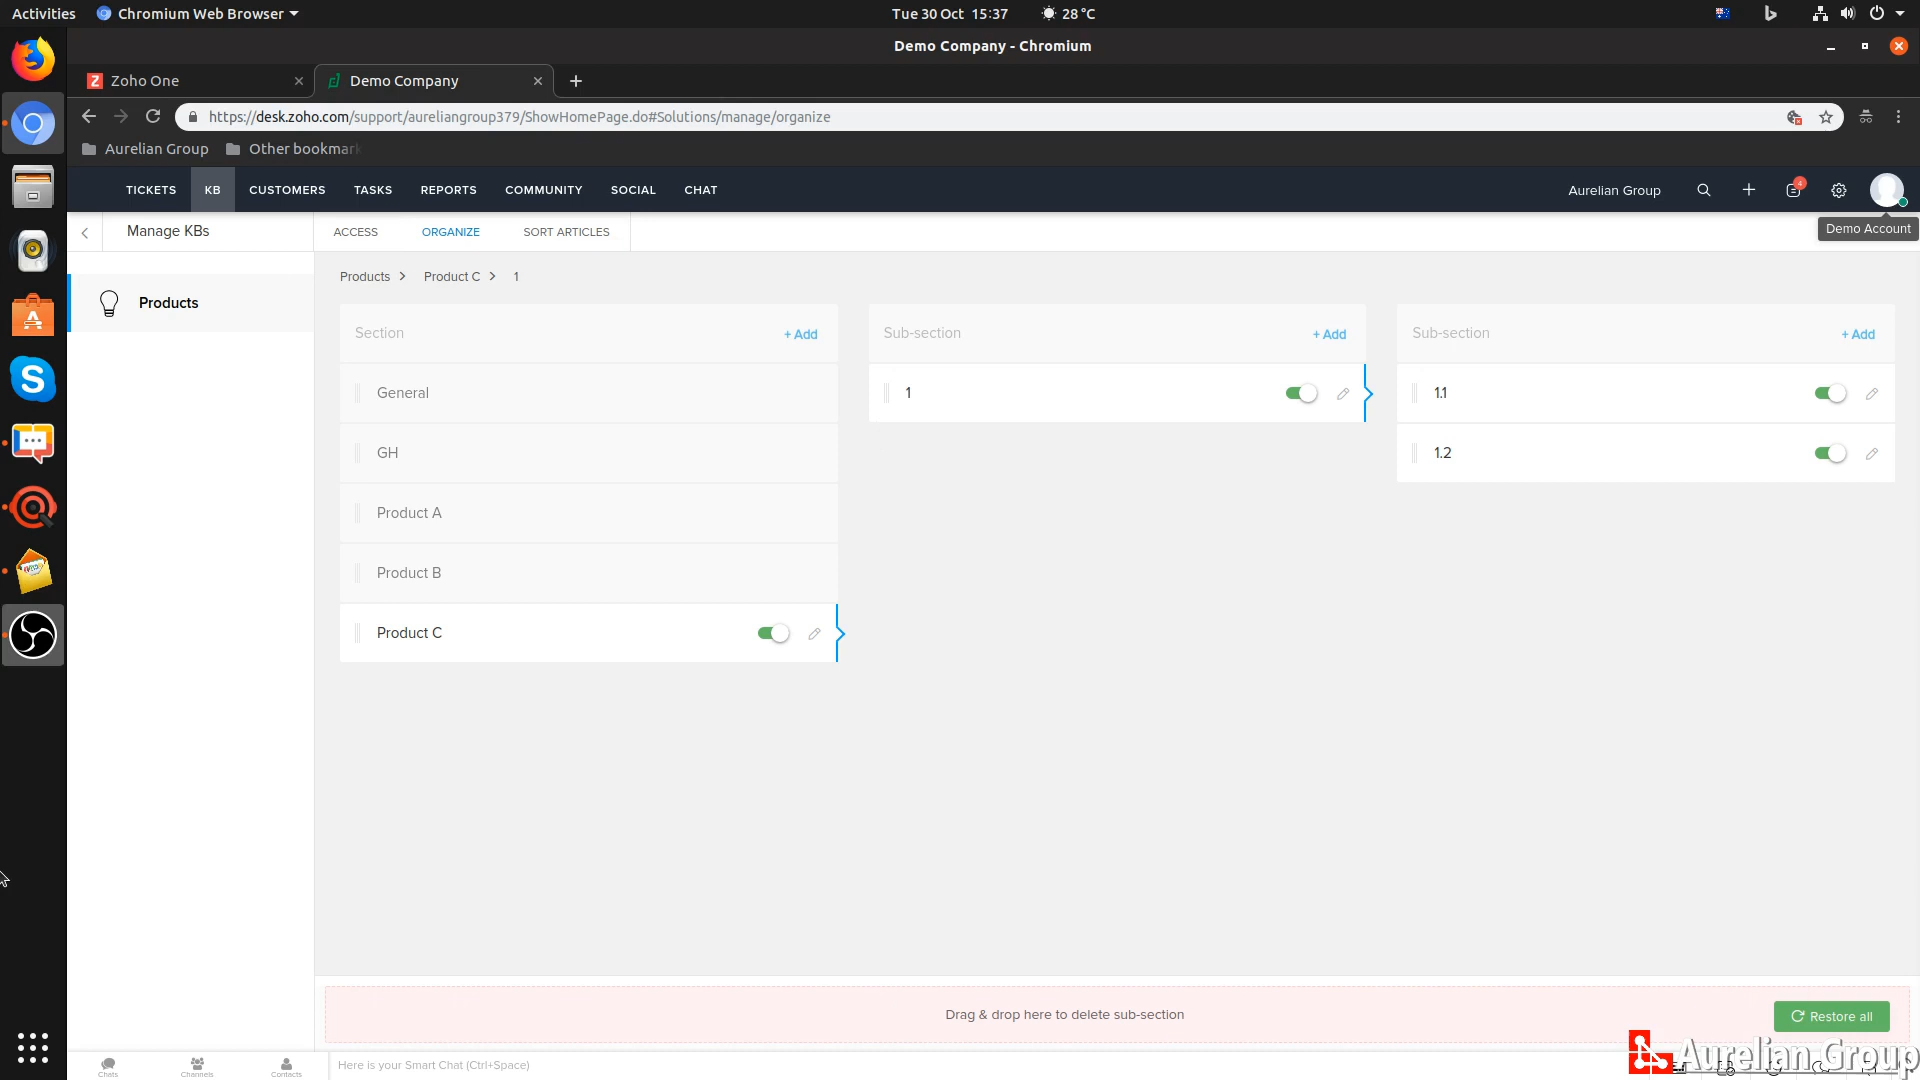 Activities Chromium Web Browser Tue 30 Oct 15:37 28 °C
Demo Company - Chromium
Zoho One Demo Company
https://desk.zoho.com/support/aureliangroup379/ShowHomePage.do#Solutions/manage/organize
Aurelian Group Other bookmark
TICKETS KB CUSTOMERS TASKS REPORTS COMMUNITY SOCIAL CHAT Aurelian Group 4
Manage KBs ACCESS ORGANIZE SORT ARTICLES Demo Account
Products > Product C > 1
Products
Section + Add Sub-section + Add Sub-section + Add
General 1 1.1
GH 1.2
Product A
Product B
Product C
Drag & drop here to delete sub-section Restore all
Chats Channels Contacts Here is your Smart Chat (Ctrl+Space)
Aurelian Group